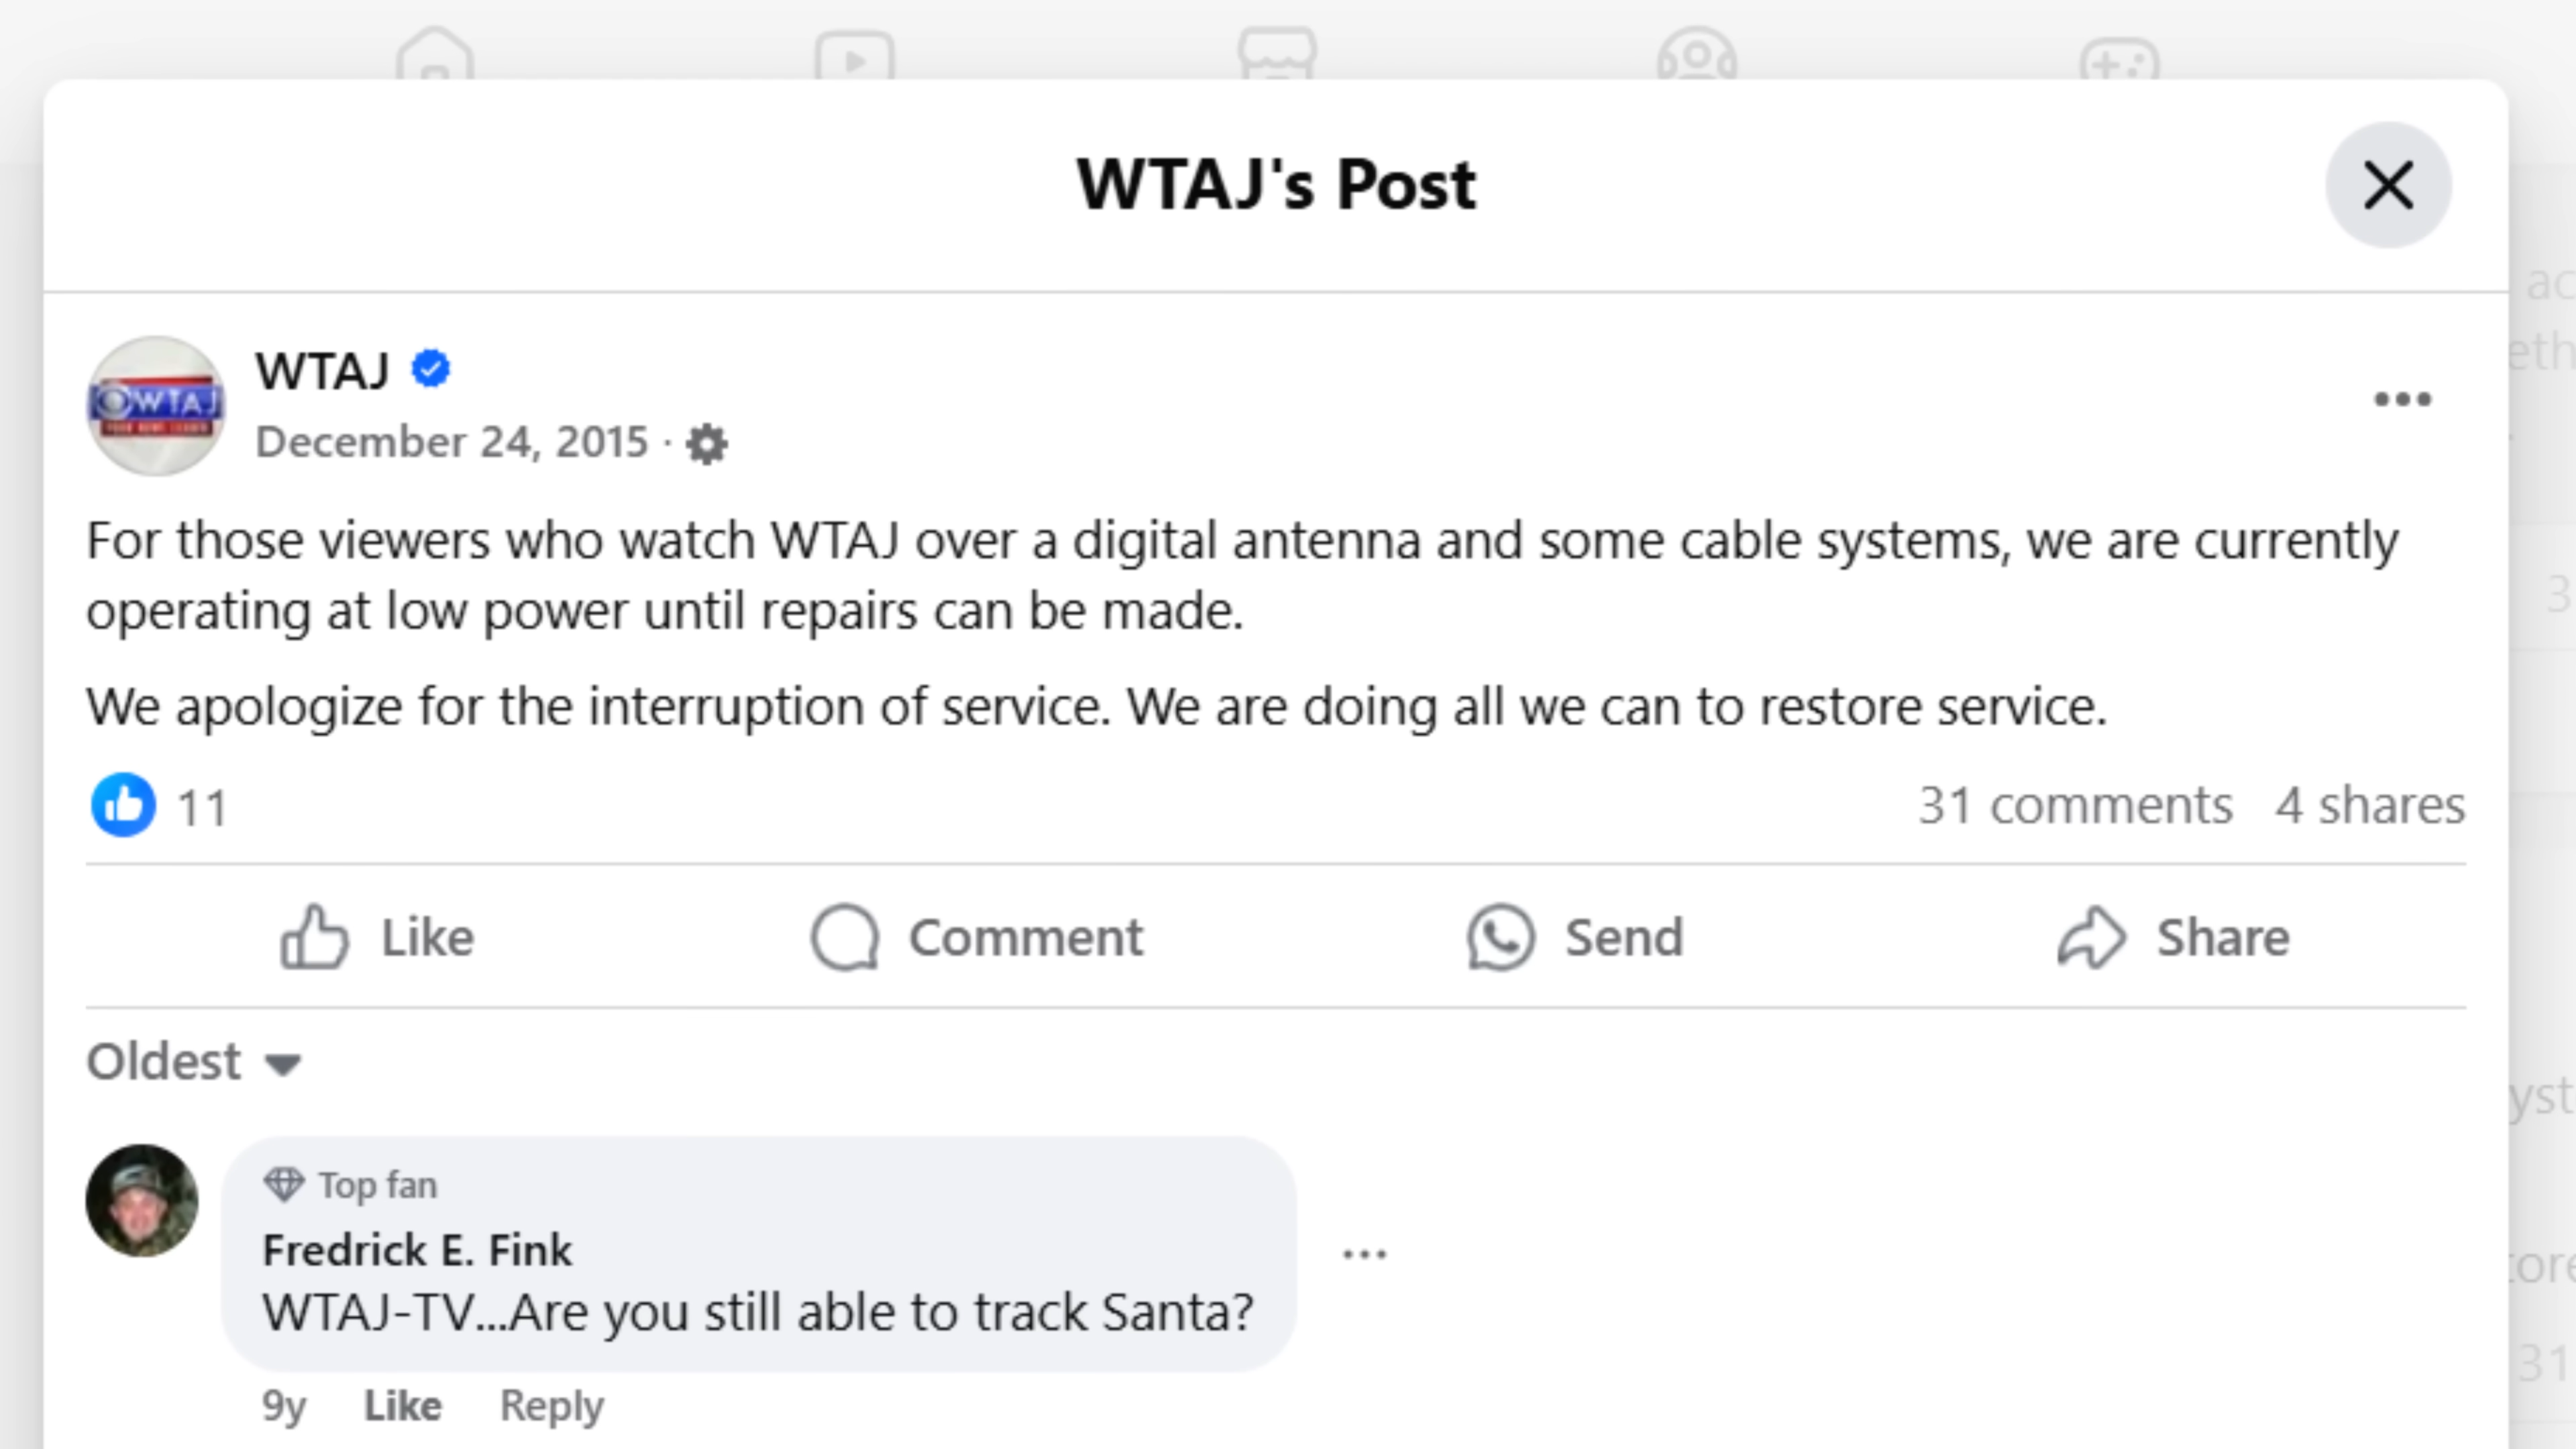 WTAJ's Post
WTAJ
December 24, 2015 ·
For those viewers who watch WTAJ over a digital antenna and some cable systems, we are currently
operating at low power until repairs can be made.
We apologize for the interruption of service. We are doing all we can to restore service.
11
31 comments 4 shares
Like Comment Send Share
Oldest
Top fan
Fredrick E. Fink
WTAJ-TV...Are you still able to track Santa?
9y Like Reply